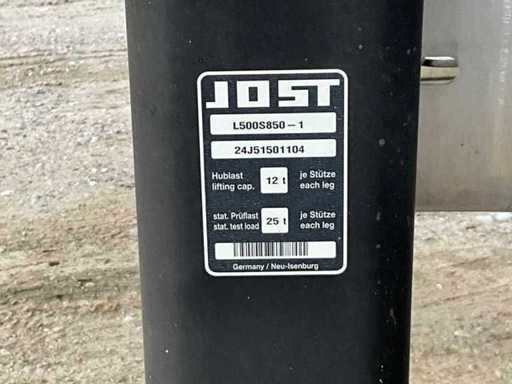 JOST
L500S850-1
24J51501104
Hublast 12 t je Stütze
lifting cap. each leg
stat. Prüflast 25 t je Stütze
stat. test load each leg
Germany / Neu-Isenburg